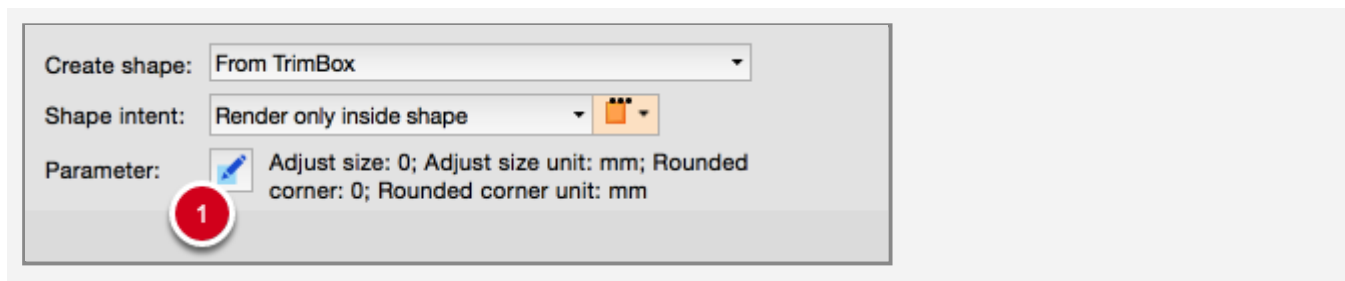 Create shape: From TrimBox
Shape intent: Render only inside shape
Parameter: Adjust size: 0; Adjust size unit: mm; Rounded
corner: 0; Rounded corner unit: mm
1